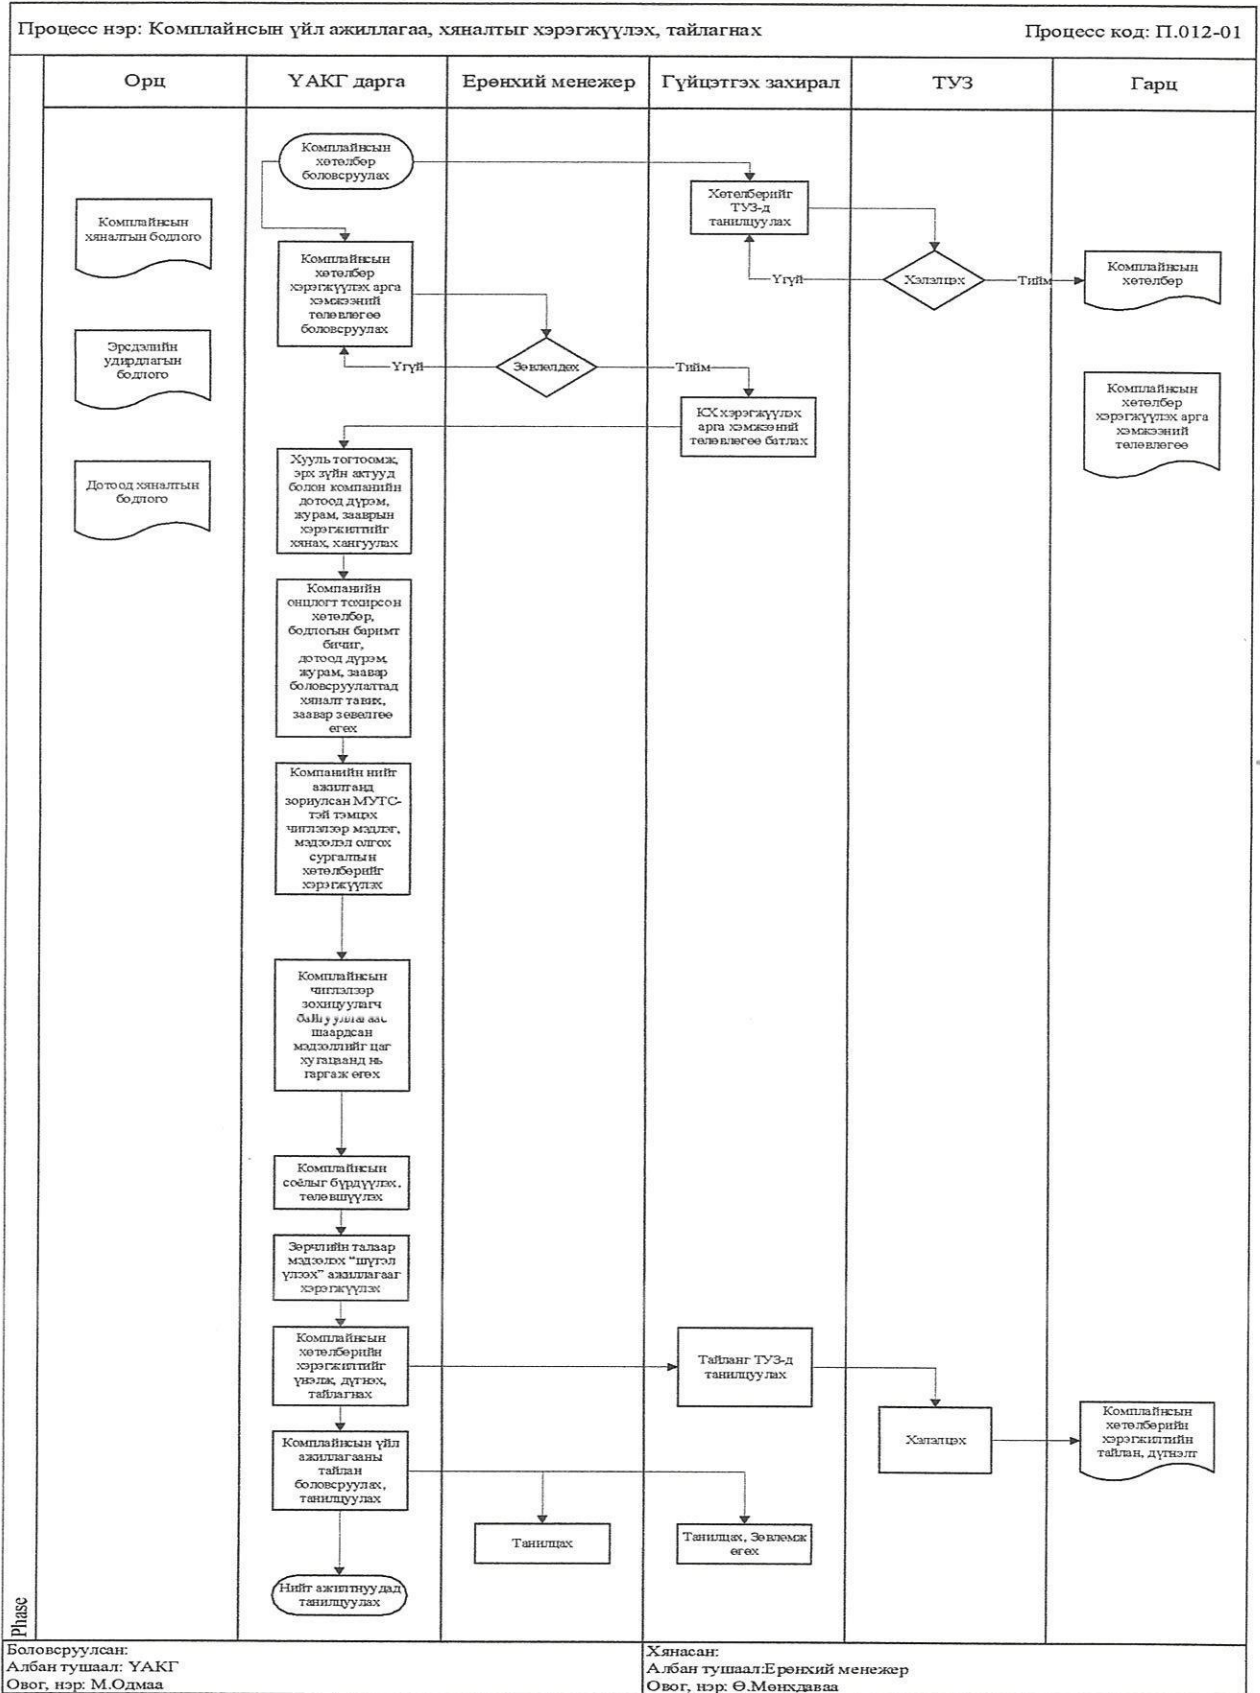 Процесс нэр: Комплайнсын үйл ажиллагаа, хяналтыг хэрэгжүүлэх, тайлагнах
Процесс код: П.012-01
Орц
ҮАКГ дарга
Ерөнхий менежер
Гүйцэтгэх захирал
ТУЗ
Гарц
Комплайнсын
хөтөлбөр
боловсруулах
Хөтөлберийг
ТУЗ-д
танилцуулах
Комплайнсын
хяналтын бодлого
Комплайнсын
хөтөлбөр
хэрэгжүүлэх арга
хэмжээний
төлөвлөгөө
боловсруулах
Үгүй
Хэлэлцэх
Тийм
Комплайнсын
хөтөлбөр
Эрсдэлийн
удирдлагын
бодлого
Үгүй
Зөвлөлдөх
Тийм
КХ хэрэгжүүлэх
арга хэмжээний
төлөвлөгөө батлах
Комплайнсын
хөтөлбөр
хэрэгжүүлэх арга
хэмжээний
төлөвлөгөө
Дотоод хяналтын
бодлого
Хууль тогтоомж,
эрх зүйн актууд
болон компанийн
дотоод дүрэм,
журам, зааврын
хэрэгжилтийг
хянах, хангуулах
Компанийн
онцлогт тохирсон
хөтөлбөр,
бодлогын баримт
бичиг,
дотоод дүрэм,
журам, заавар
боловсруулалтад
хяналт тавих,
заавар зөвөлгөө
өгөх
Компанийн нийт
ажилтанд
зориулсан МУТС-
тэй тэмцэх
чиглэлээр мэдлэг,
мэдээлэл олгох
сургалтын
хөтөлбөрийг
хэрэгжүүлэх
Комплайнсын
чиглэлээр
зохицуулагч
байгууллагаас
шаардсан
мэдээллийг цаг
хугацаанд нь
гаргаж өгөх
Комплайнсын
соёлыг бүрдүүлэх,
төлөвшүүлэх
Зөрчлийн талаар
мэдээлэх “шүгэл
үлээх” ажиллагааг
хэрэгжүүлэх
Комплайнсын
хөтөлбөрийн
хэрэгжилтийг
үнэлж, дүгнэх,
тайлагнах
Тайланг ТУЗ-д
танилцуулах
Хэлэлцэх
Комплайнсын
хөтөлбөрийн
хэрэгжилтийн
тайлан, дүгнэлт
Комплайнсын үйл
ажиллагааны
тайлан
боловсруулах,
танилцуулах
Танилцах
Танилцах, Зөвлөмж
өгөх
Нийт ажилтнуудад
танилцуулах
Phase
Боловсруулсан:
Албан тушаал: ҮАКГ
Овог, нэр: М.Одмаа
Хянасан:
Албан тушаал:Ерөнхий менежер
Овог, нэр: Ө.Мөнхдаваа